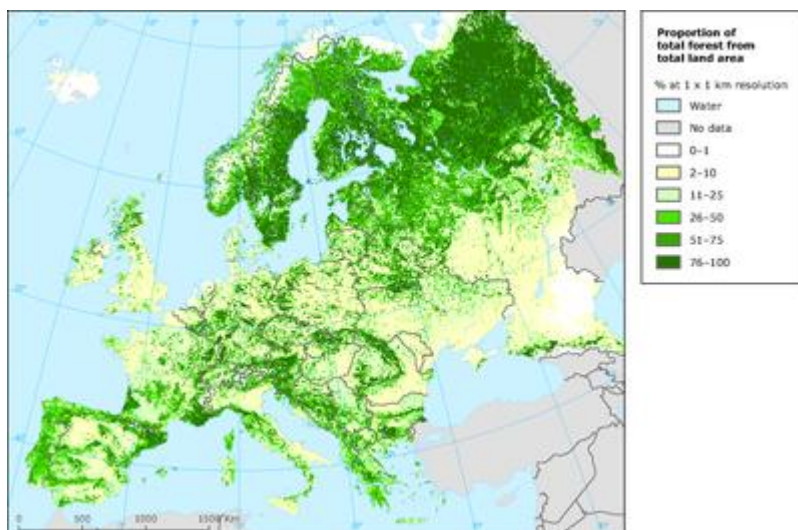 Proportion of
total forest from
total land area
% at 1 x 1 km resolution
Water
No data
0–1
2–10
11–25
26–50
51–75
76–100
0 500 1000 1500 Km